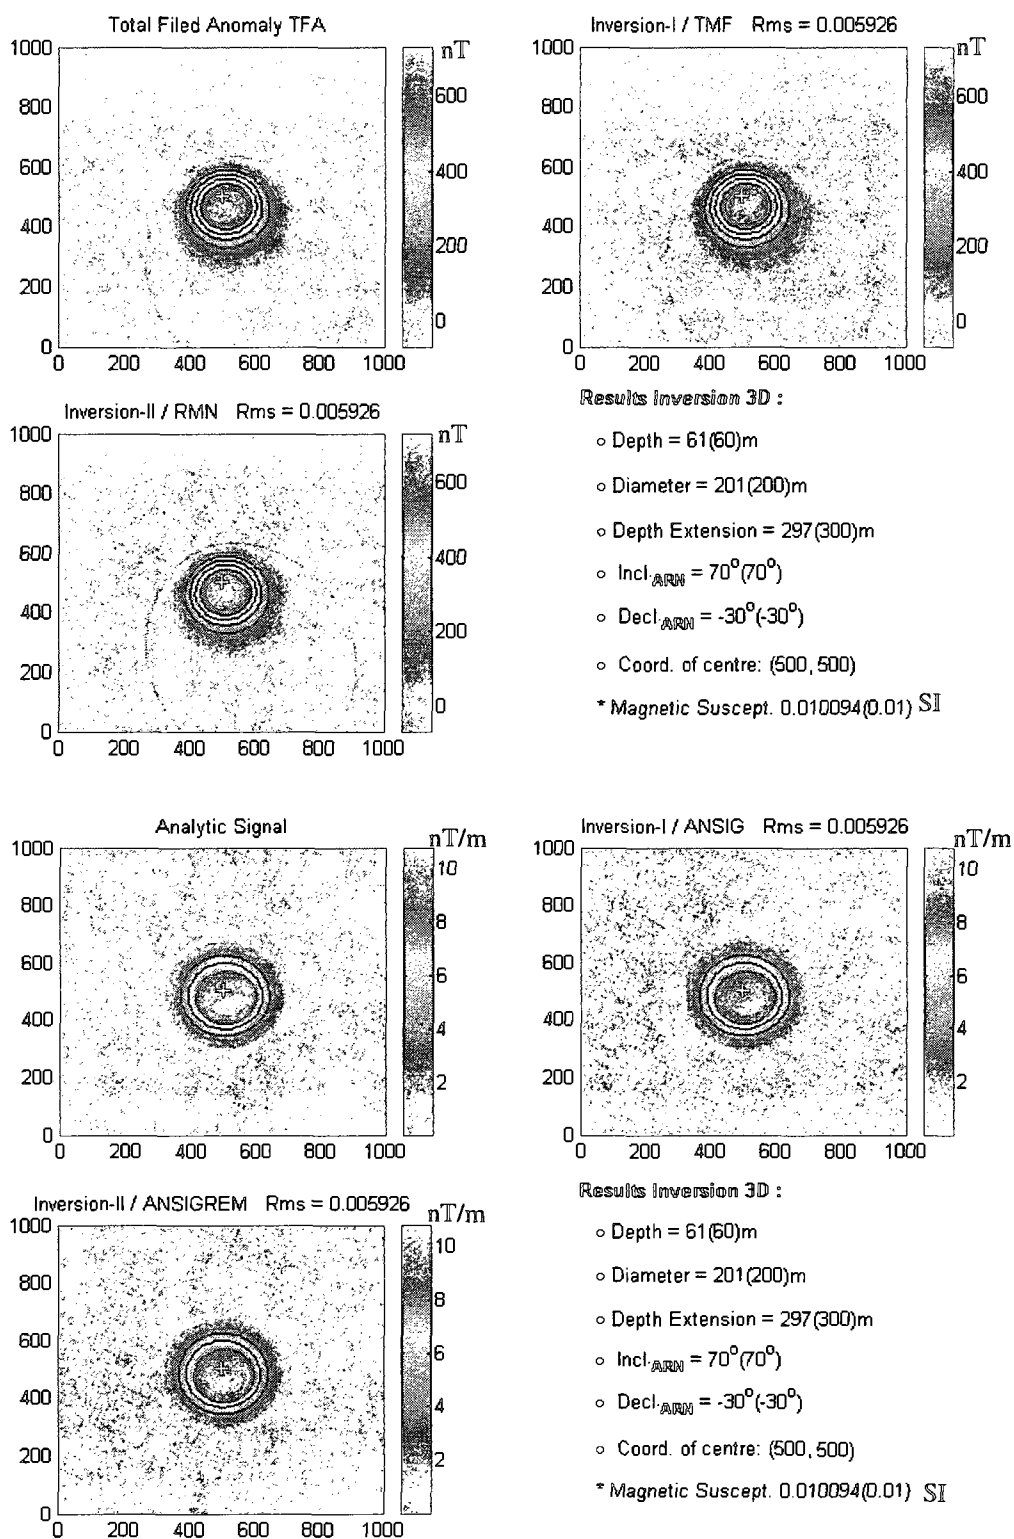 Total Filed Anomaly TFA
nT
1000
800
600
400
200
0
0 200 400 600 800 1000
600
400
200
0
Inversion-I / TMF Rms = 0.005926
nT
1000
800
600
400
200
0
0 200 400 600 800 1000
600
400
200
0
Inversion-II / RMN Rms = 0.005926
nT
1000
800
600
400
200
0
0 200 400 600 800 1000
600
400
200
0
Results Inversion 3D :
o Depth = 61(60)m
o Diameter = 201(200)m
o Depth Extension = 297(300)m
o Incl.ARN = 70°(70°)
o Decl.ARN = -30°(-30°)
o Coord. of centre: (500, 500)
* Magnetic Suscept. 0.010094(0.01) SI
Analytic Signal
nT/m
1000
800
600
400
200
0
0 200 400 600 800 1000
10
8
6
4
2
Inversion-I / ANSIG Rms = 0.005926
nT/m
1000
800
600
400
200
0
0 200 400 600 800 1000
10
8
6
4
2
Inversion-II / ANSIGREM Rms = 0.005926
nT/m
1000
800
600
400
200
0
0 200 400 600 800 1000
10
8
6
4
2
Results Inversion 3D :
o Depth = 61(60)m
o Diameter = 201(200)m
o Depth Extension = 297(300)m
o Incl.ARN = 70°(70°)
o Decl.ARN = -30°(-30°)
o Coord. of centre: (500, 500)
* Magnetic Suscept. 0.010094(0.01) SI